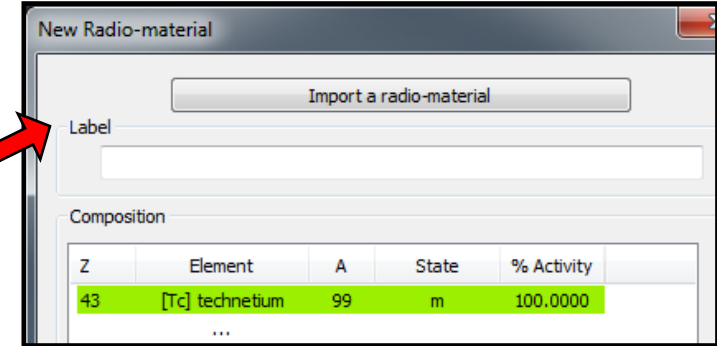 New Radio-material
Import a radio-material
Label
Composition
Z Element A State % Activity
43 [Tc] technetium 99 m 100.0000
...